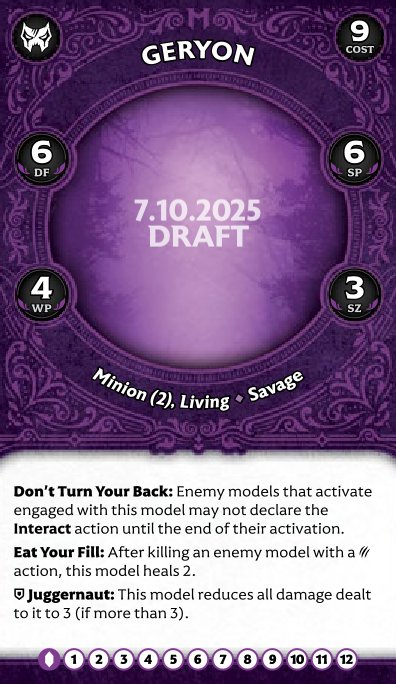 M
GERYON
9
COST
6
DF
6
SP
7.10.2025
DRAFT
4
WP
3
SZ
Minion (2), Living ♦ Savage
Don't Turn Your Back: Enemy models that activate
engaged with this model may not declare the
Interact action until the end of their activation.
Eat Your Fill: After killing an enemy model with a
action, this model heals 2.
Juggernaut: This model reduces all damage dealt
to it to 3 (if more than 3).
1 2 3 4 5 6 7 8 9 10 11 12